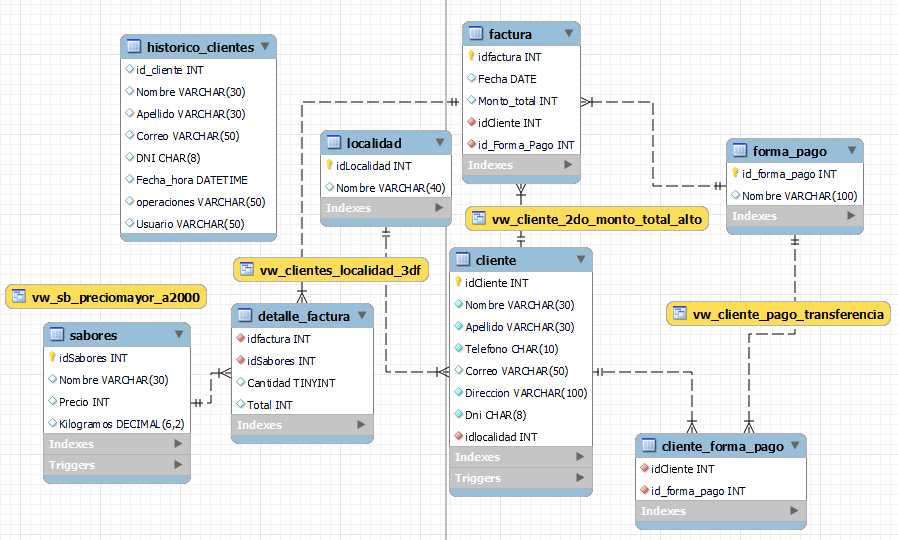 historico_clientes
id_cliente INT
Nombre VARCHAR(30)
Apellido VARCHAR(30)
Correo VARCHAR(50)
DNI CHAR(8)
Fecha_hora DATETIME
operaciones VARCHAR(50)
Usuario VARCHAR(50)
factura
idfactura INT
Fecha DATE
Monto_total INT
idCliente INT
id_Forma_Pago INT
Indexes
localidad
idLocalidad INT
Nombre VARCHAR(40)
Indexes
forma_pago
id_forma_pago INT
Nombre VARCHAR(100)
Indexes
vw_cliente_2do_monto_total_alto
vw_clientes_localidad_3df
vw_sb_preciomayor_a2000
vw_cliente_pago_transferencia
cliente
idCliente INT
Nombre VARCHAR(30)
Apellido VARCHAR(30)
Telefono CHAR(10)
Correo VARCHAR(50)
Direccion VARCHAR(100)
Dni CHAR(8)
idlocalidad INT
Indexes
Triggers
detalle_factura
idfactura INT
idSabores INT
Cantidad TINYINT
Total INT
Indexes
sabores
idSabores INT
Nombre VARCHAR(30)
Precio INT
Kilogramos DECIMAL(6,2)
Indexes
Triggers
cliente_forma_pago
idCliente INT
id_forma_pago INT
Indexes